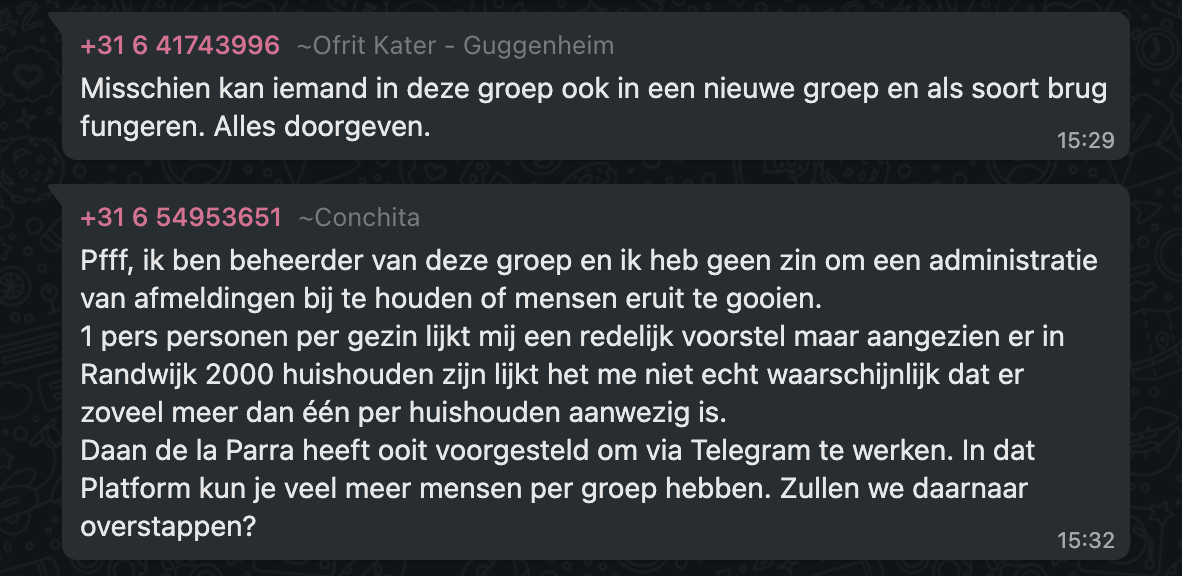 +31 6 41743996 ~Ofrit Kater - Guggenheim
Misschien kan iemand in deze groep ook in een nieuwe groep en als soort brug
fungeren. Alles doorgeven.
15:29
+31 6 54953651 ~Conchita
Pfff, ik ben beheerder van deze groep en ik heb geen zin om een administratie
van afmeldingen bij te houden of mensen eruit te gooien.
1 pers personen per gezin lijkt mij een redelijk voorstel maar aangezien er in
Randwijk 2000 huishouden zijn lijkt het me niet echt waarschijnlijk dat er
zoveel meer dan één per huishouden aanwezig is.
Daan de la Parra heeft ooit voorgesteld om via Telegram te werken. In dat
Platform kun je veel meer mensen per groep hebben. Zullen we daarnaar
overstappen?
15:32